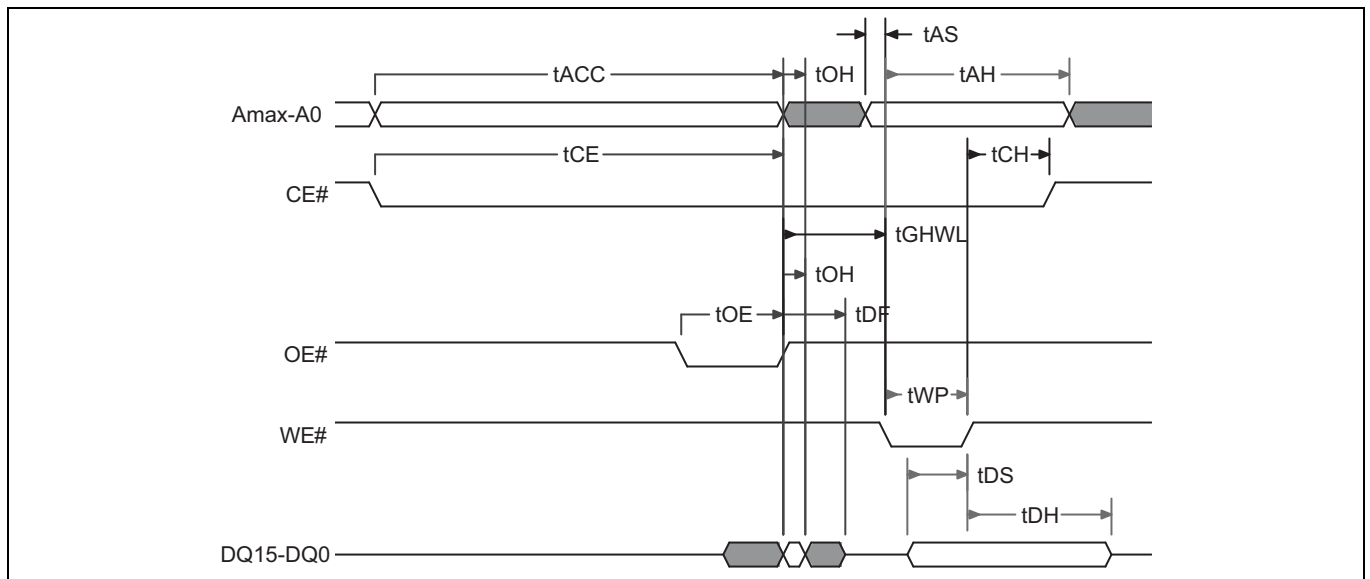 tAS
tACC
tOH
tAH
Amax-A0
tCE
tCH
CE#
tGHWL
tOH
tOE
tDF
OE#
tWP
WE#
tDS
tDH
DQ15-DQ0